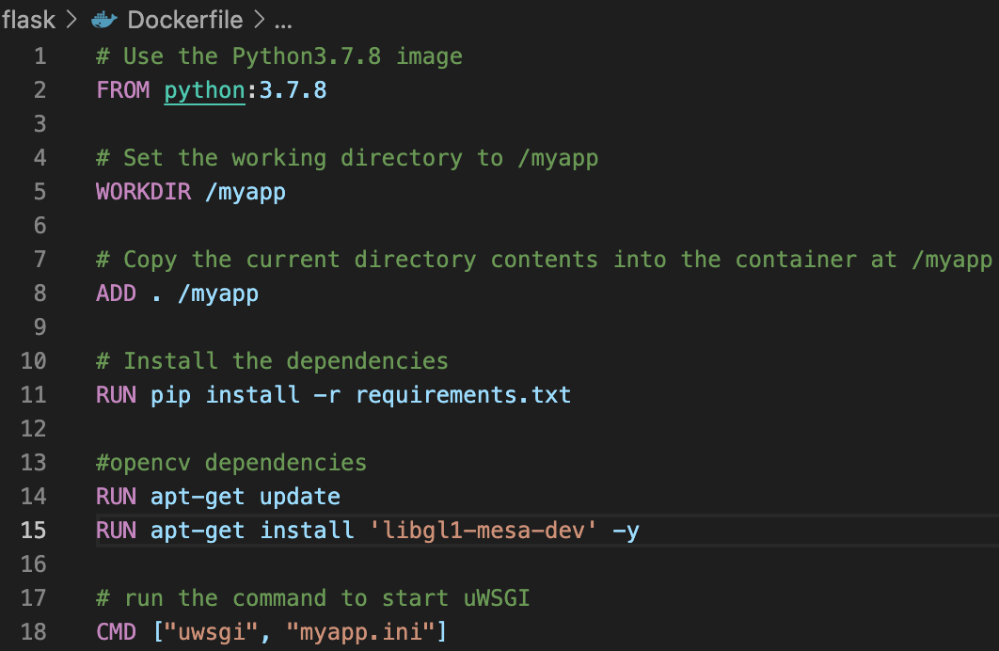 flask > Dockerfile > ...
1 # Use the Python3.7.8 image
2 FROM python:3.7.8
3
4 # Set the working directory to /myapp
5 WORKDIR /myapp
6
7 # Copy the current directory contents into the container at /myapp
8 ADD . /myapp
9
10 # Install the dependencies
11 RUN pip install -r requirements.txt
12
13 #opencv dependencies
14 RUN apt-get update
15 RUN apt-get install 'libgl1-mesa-dev' -y
16
17 # run the command to start uWSGI
18 CMD ["uwsgi", "myapp.ini"]